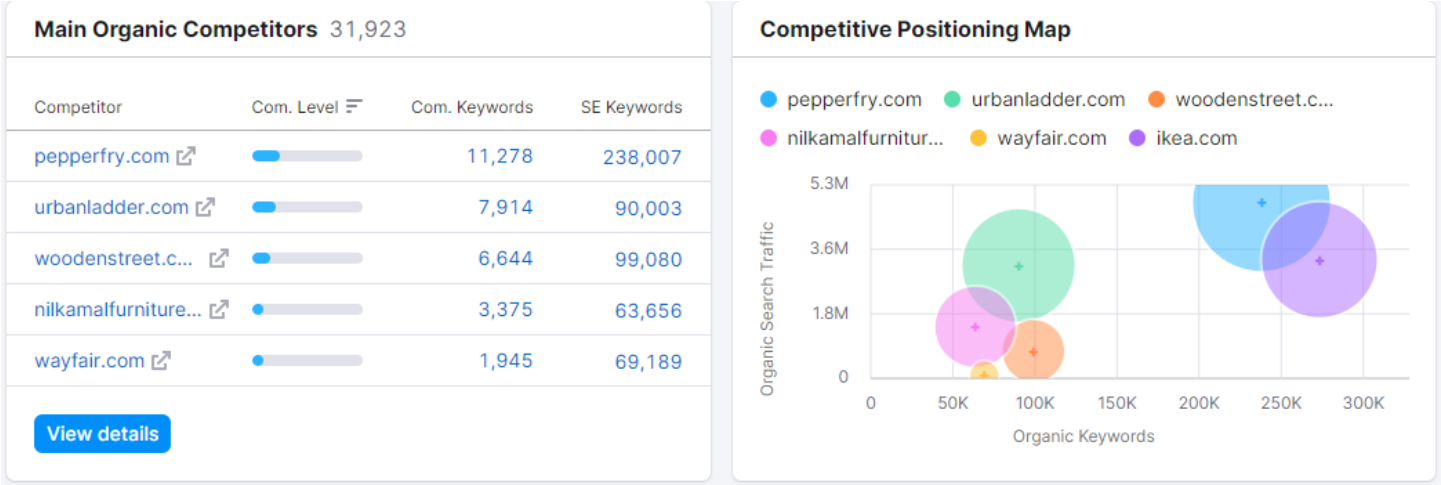 Main Organic Competitors 31,923
Competitor Com. Level Com. Keywords SE Keywords
pepperfry.com 11,278 238,007
urbanladder.com 7,914 90,003
woodenstreet.c... 6,644 99,080
nilkamalfurniture... 3,375 63,656
wayfair.com 1,945 69,189
View details
Competitive Positioning Map
pepperfry.com urbanladder.com woodenstreet.c...
nilkamalfurnitur... wayfair.com ikea.com
Organic Search Traffic
5.3M
3.6M
1.8M
0
0 50K 100K 150K 200K 250K 300K
Organic Keywords